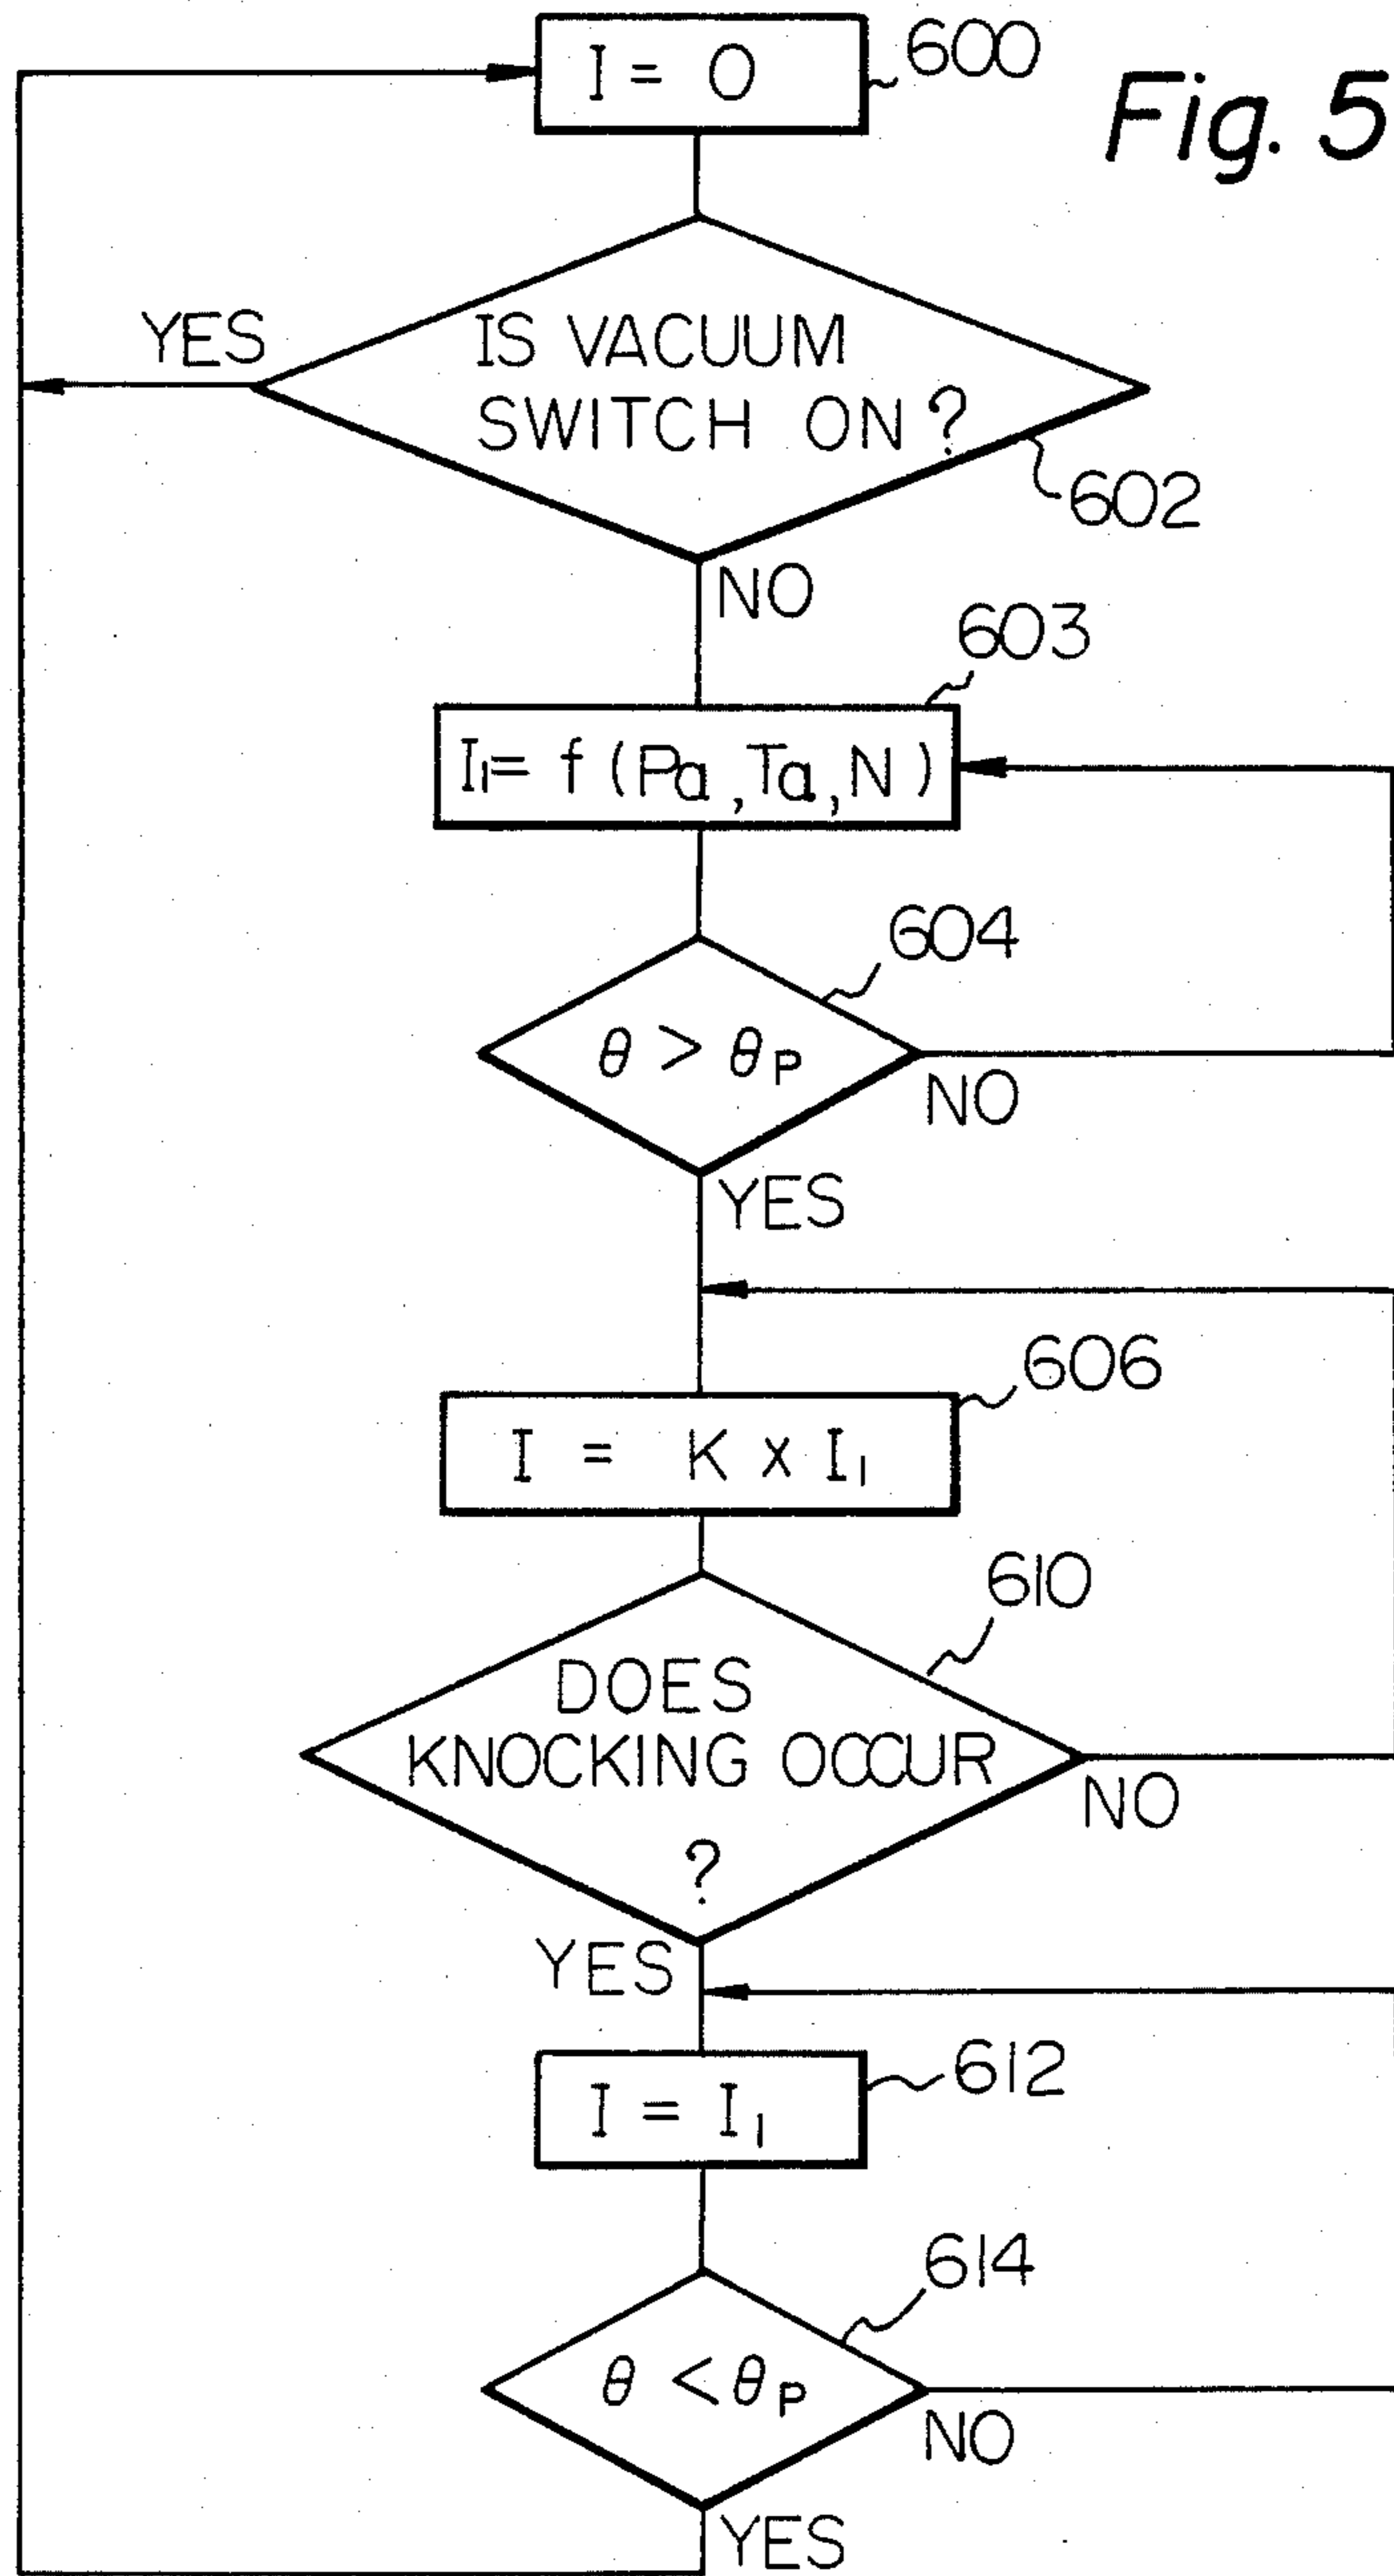 I = 0
600
Fig. 5
YES
IS VACUUM
SWITCH ON ?
602
NO
603
I₁= f (Pa ,Ta ,N )
604
θ > θP
NO
YES
606
I = K x I₁
610
DOES
KNOCKING OCCUR
?
NO
YES
612
I = I₁
614
θ < θP
NO
YES